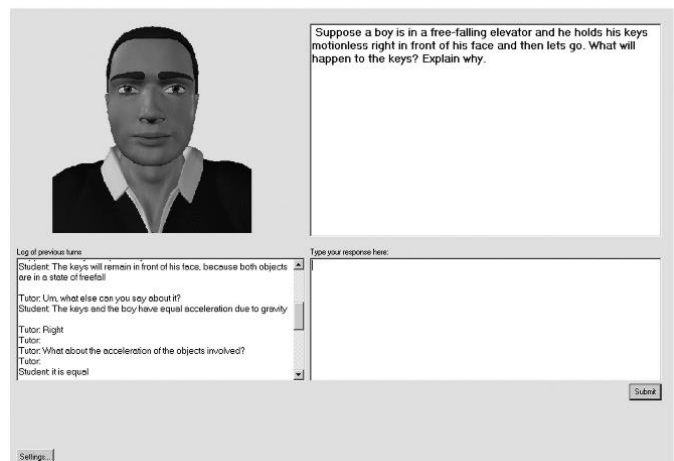 Suppose a boy is in a free-falling elevator and he holds his keys
motionless right in front of his face and then lets go. What will
happen to the keys? Explain why.
Log of previous turns
Student: The keys will remain in front of his face, because both objects
are in a state of freefall
Tutor: Um, what else can you say about it?
Student: The keys and the boy have equal acceleration due to gravity
Tutor: Right
Tutor:
Tutor: What about the acceleration of the objects involved?
Tutor:
Student: it is equal
Type your response here:
Submit
Settings...